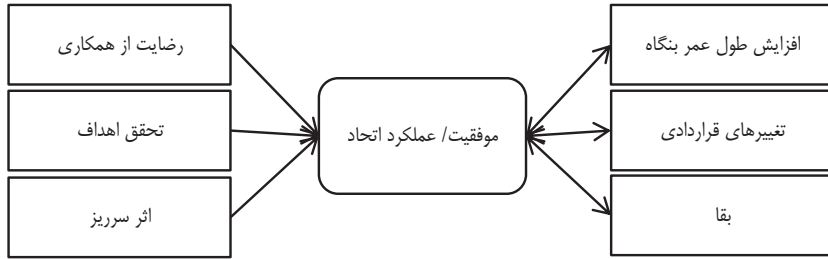 افزایش طول عمر بنگاه
تغییرهای قراردادی
بقا
موفقیت/ عملکرد اتحاد
رضایت از همکاری
تحقق اهداف
اثر سرریز